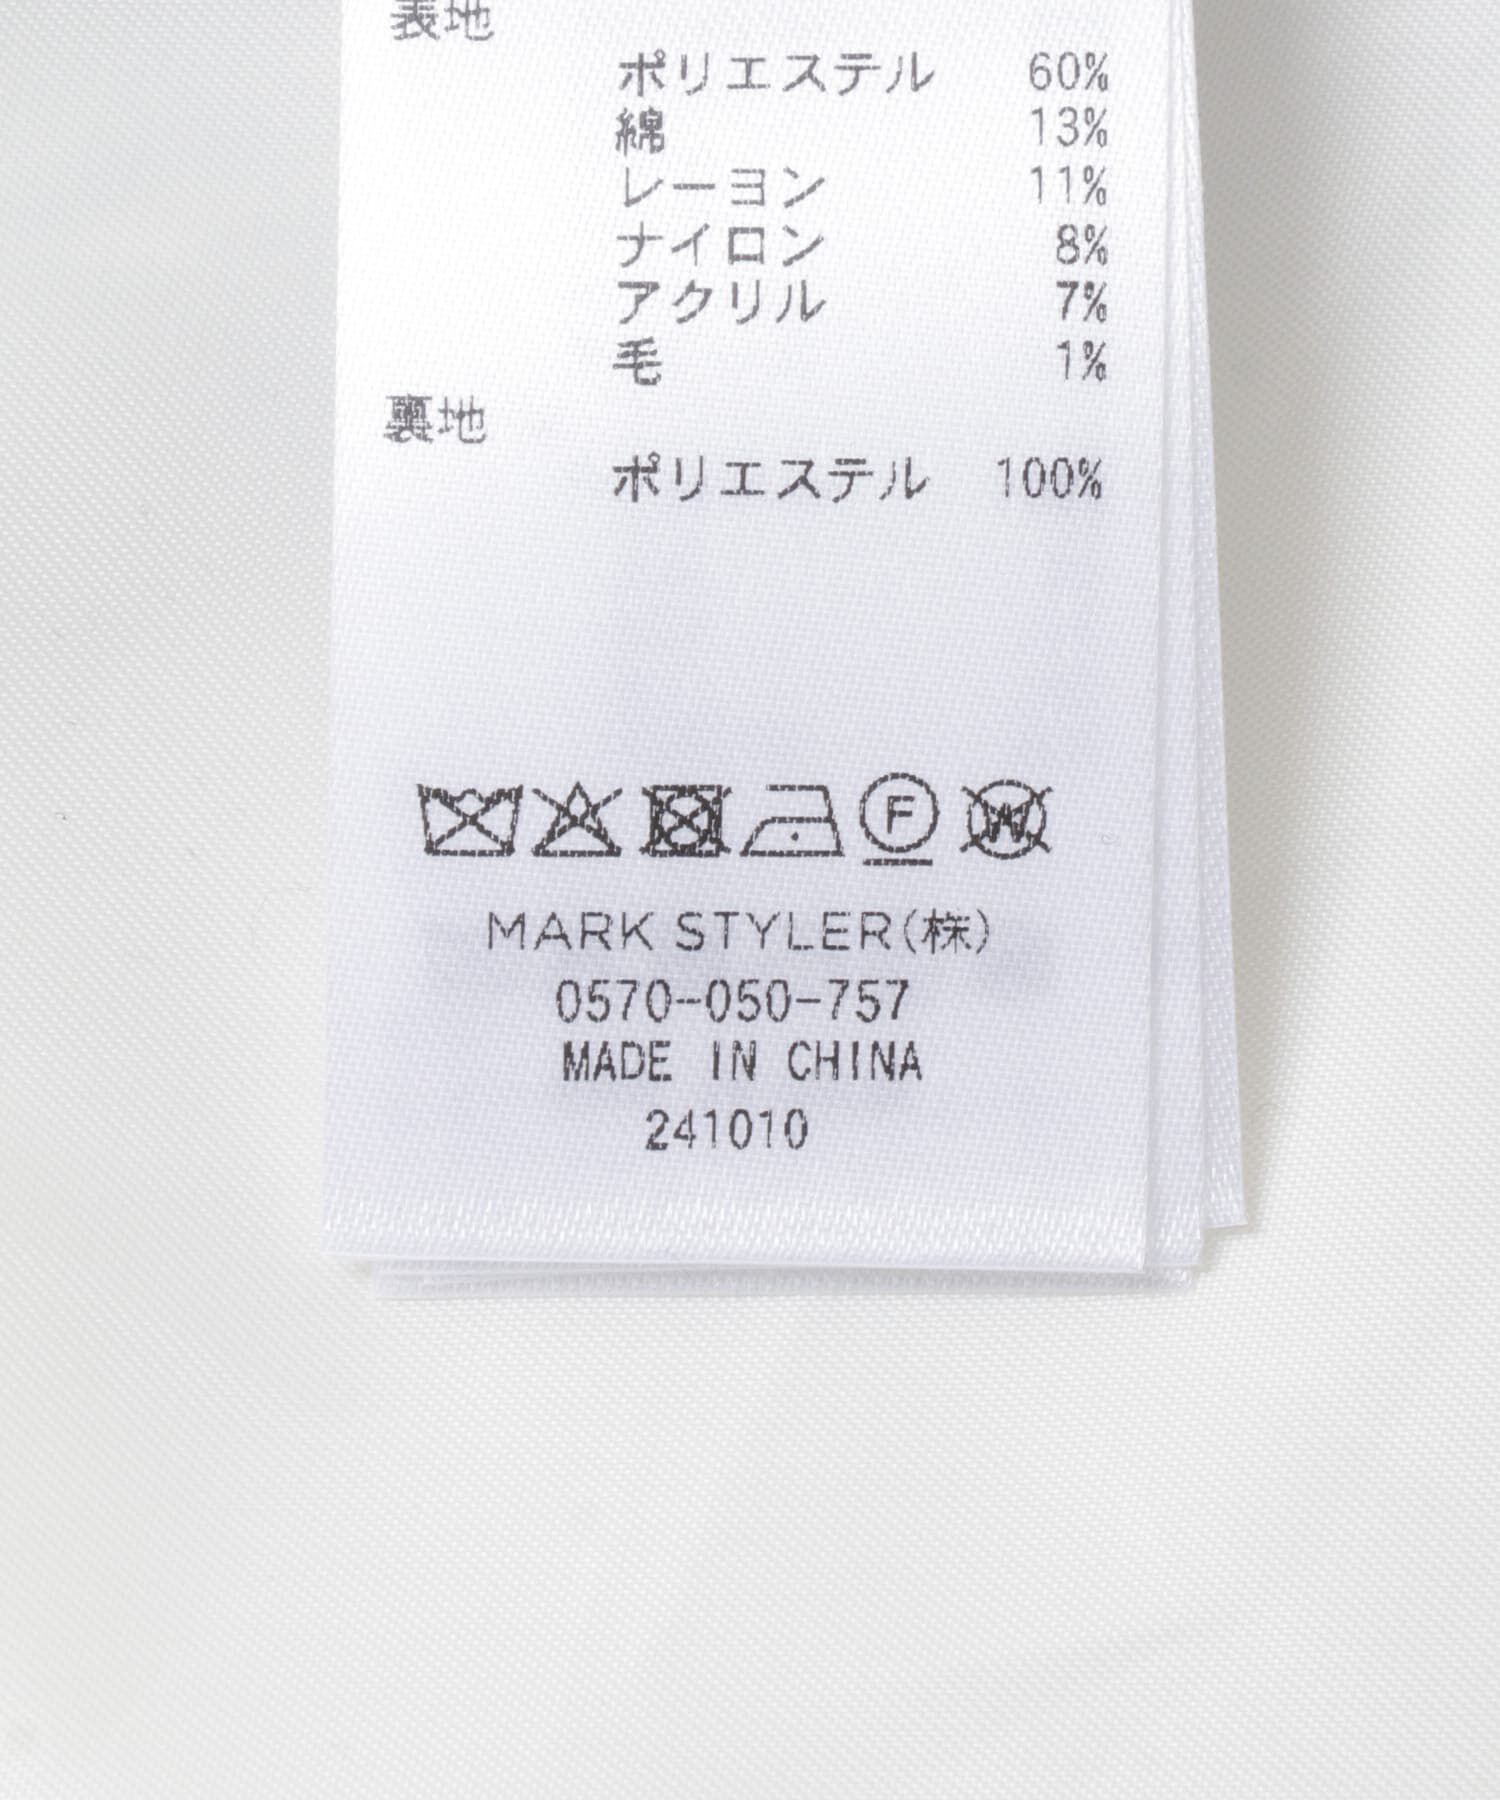 表地
ポリエステル 60%
綿 13%
レーヨン 11%
ナイロン 8%
アクリル 7%
毛 1%
裏地
ポリエステル 100%
F W
MARK STYLER(株)
0570-050-757
MADE IN CHINA
241010